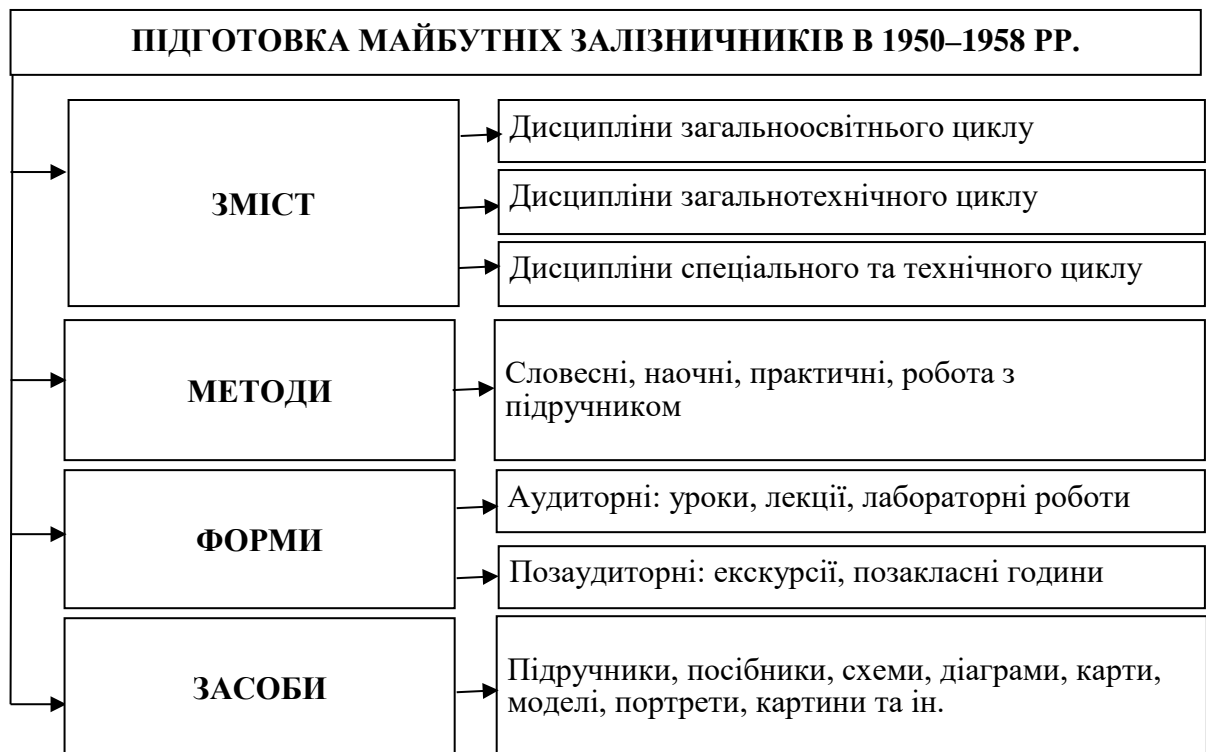 ПІДГОТОВКА МАЙБУТНІХ ЗАЛІЗНИЧНИКІВ В 1950–1958 РР.
ЗМІСТ
Дисципліни загальноосвітнього циклу
Дисципліни загальнотехнічного циклу
Дисципліни спеціального та технічного циклу
МЕТОДИ
Словесні, наочні, практичні, робота з
підручником
ФОРМИ
Аудиторні: уроки, лекції, лабораторні роботи
Позаудиторні: екскурсії, позакласні години
ЗАСОБИ
Підручники, посібники, схеми, діаграми, карти,
моделі, портрети, картини та ін.